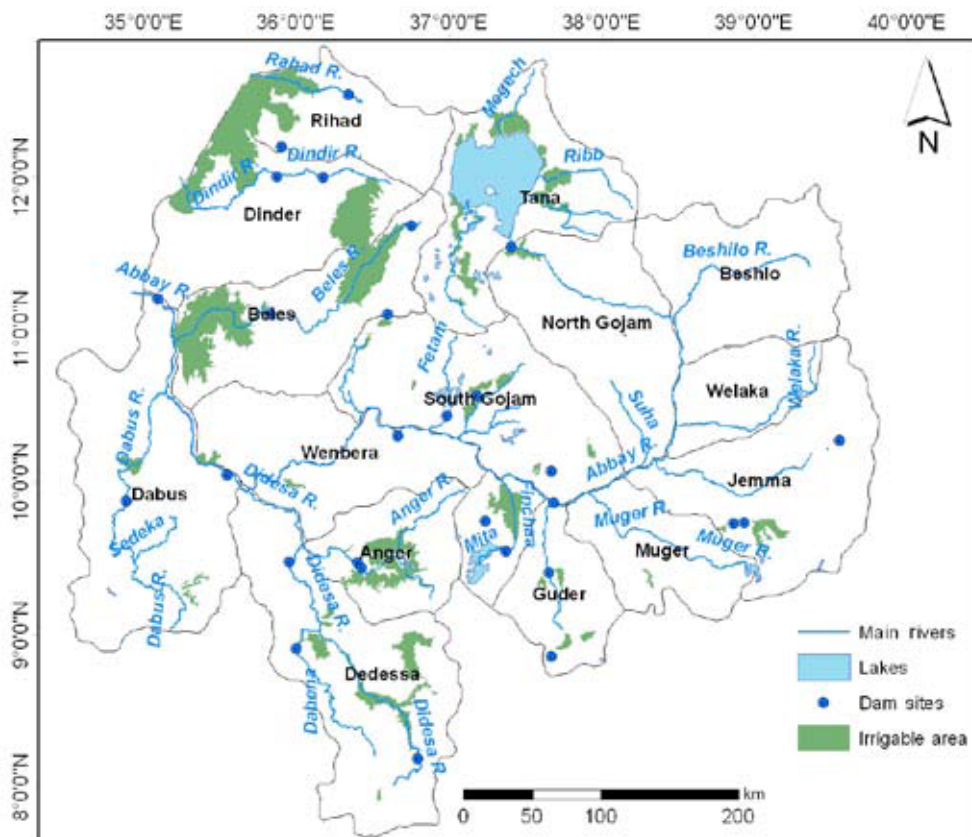 35°0'0"E
36°0'0"E
37°0'0"E
38°0'0"E
39°0'0"E
40°0'0"E
12°0'0"N
11°0'0"N
10°0'0"N
9°0'0"N
8°0'0"N
N
Rahad R.
Rihad
Megech
Dindir R.
Dindir R.
Ribb
Tana
Dinder
Beshilo R.
Beshlo
Abbay R.
Beles R.
Beles
North Gojam
Fetam
Welaka R.
Welaka
South Gojam
Suha
Dabus R.
Wenbera
Abbay R.
Jemma
Didesa R.
Dabus
Anger R.
Finchaa
Muger R.
Sedeka
Mita
Anger
Muger
Muger R.
Didesa R.
Guder
Dabus R.
Dedessa
Dabena
Didesa R.
Main rivers
Lakes
Dam sites
Irrigable area
km
0 50 100 200